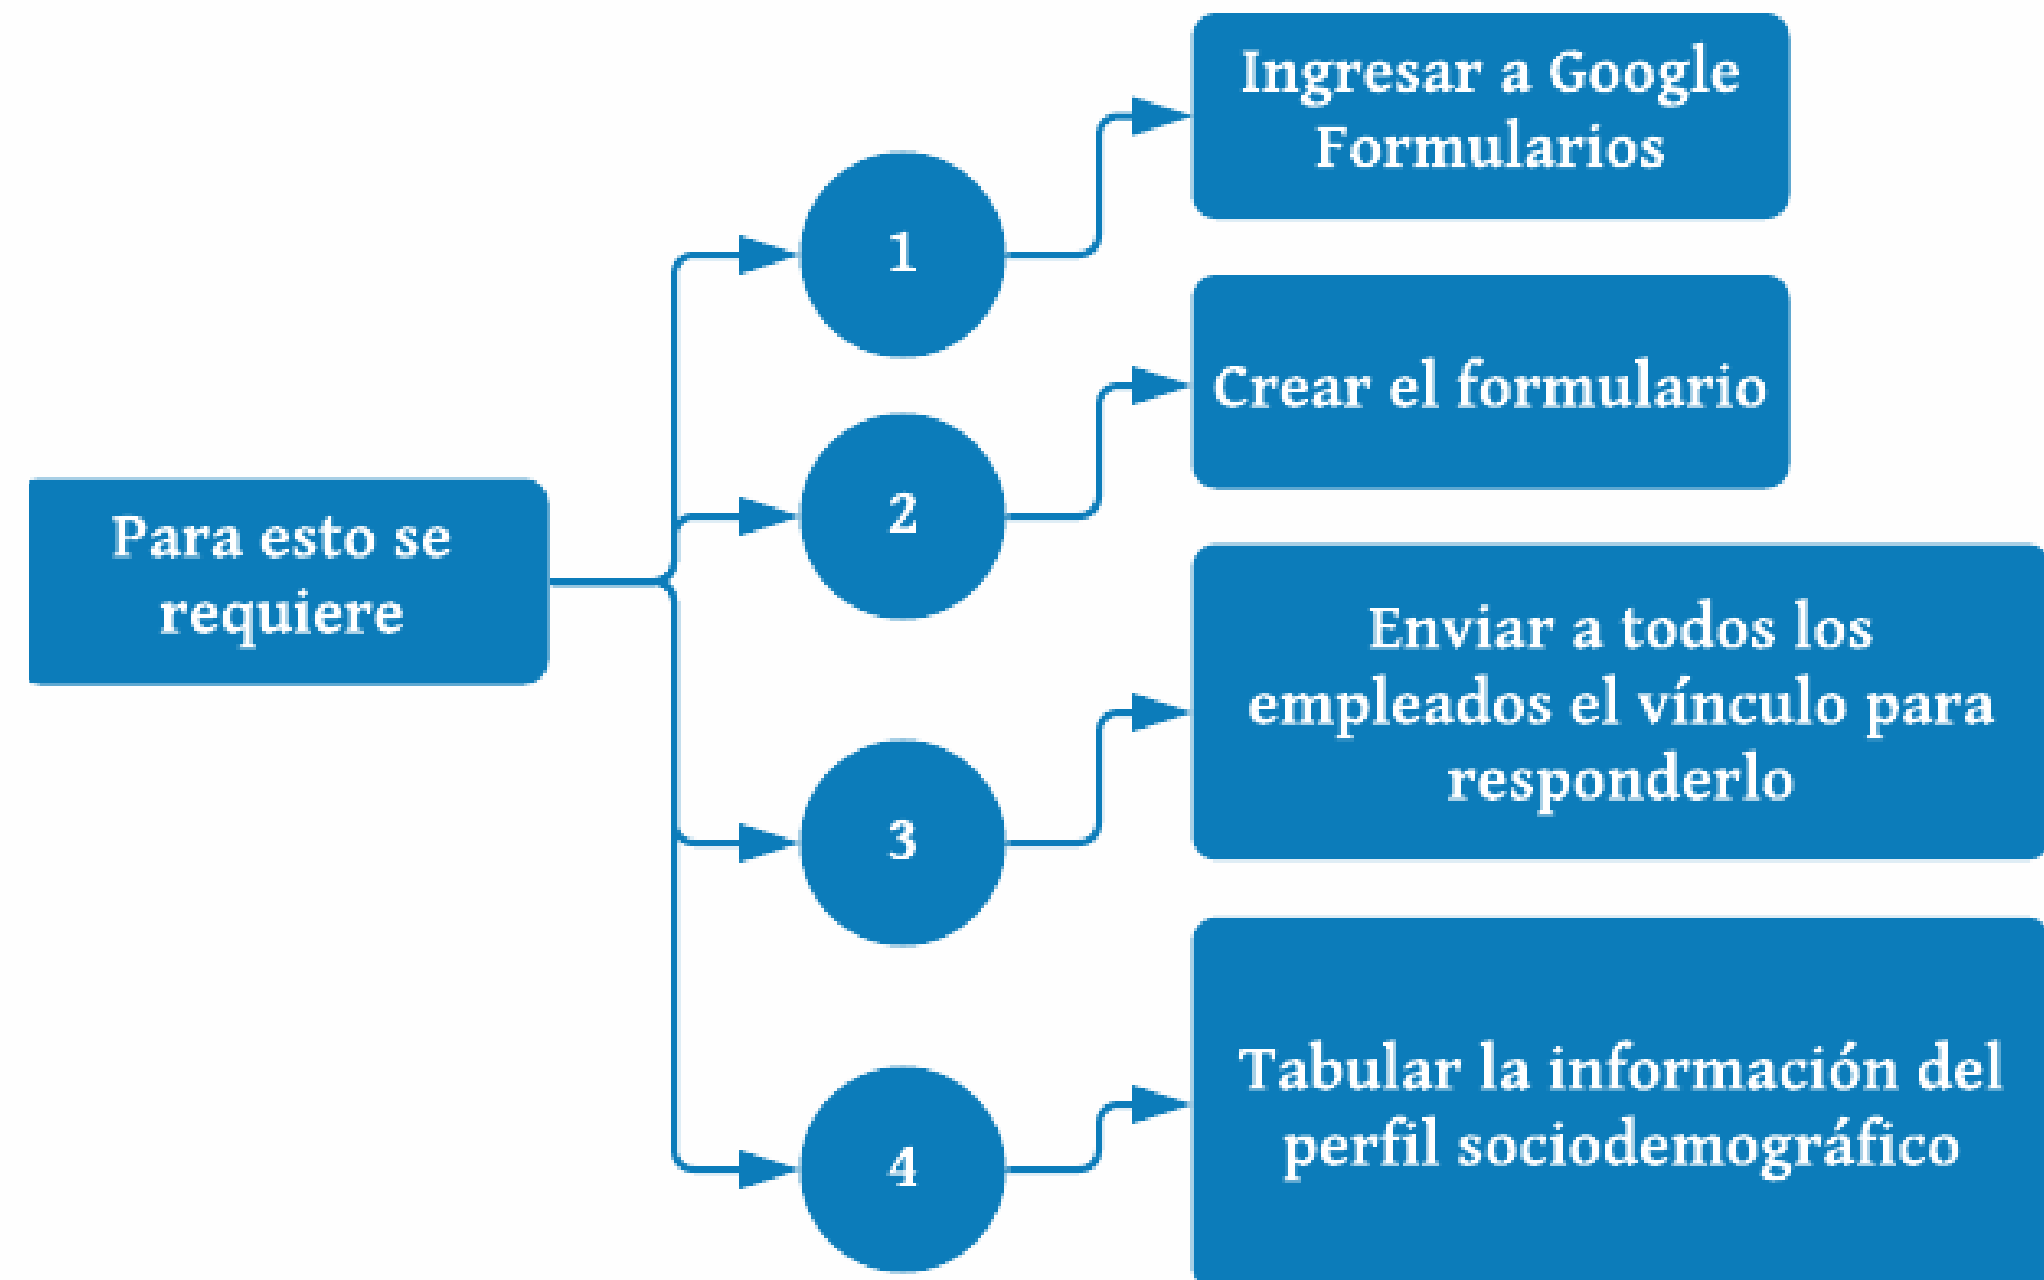 Para esto se
requiere
1
Ingresar a Google
Formularios
2
Crear el formulario
3
Enviar a todos los
empleados el vínculo para
responderlo
4
Tabular la información del
perfil sociodemográfico